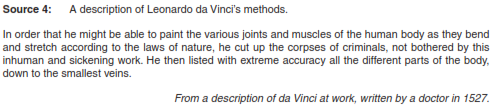 Source 4: A description of Leonardo da Vinci's methods.
In order that he might be able to paint the various joints and muscles of the human body as they bend
and stretch according to the laws of nature, he cut up the corpses of criminals, not bothered by this
inhuman and sickening work. He then listed with extreme accuracy all the different parts of the body,
down to the smallest veins.
From a description of da Vinci at work, written by a doctor in 1527.